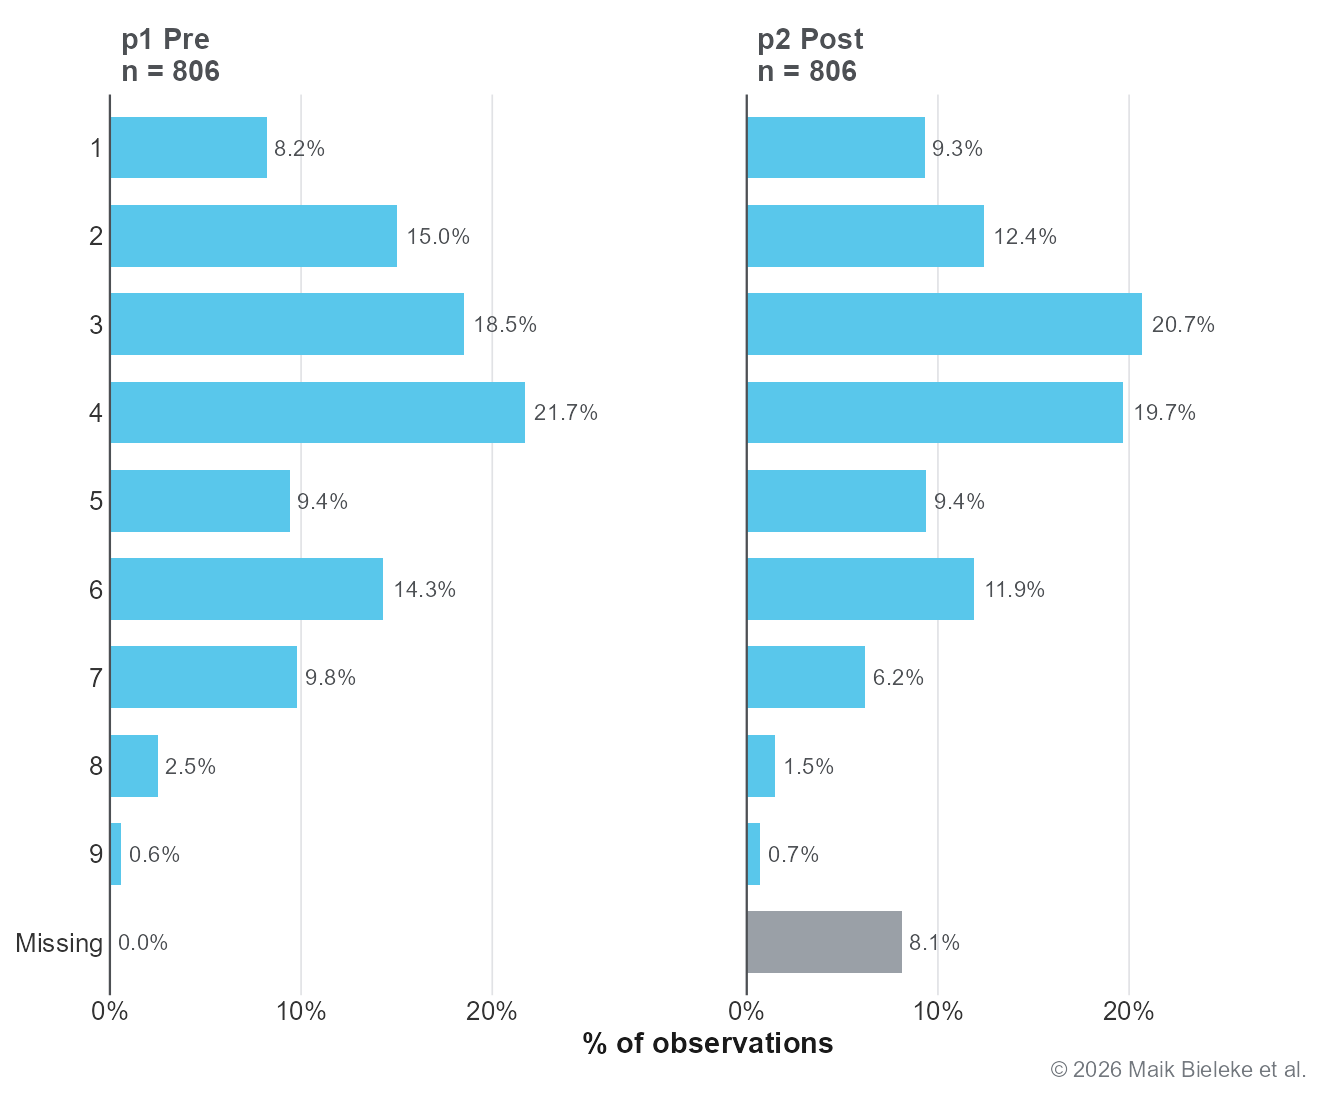 p1 Pre
n = 806
p2 Post
n = 806
1 8.2% 9.3%
2 15.0% 12.4%
3 18.5% 20.7%
4 21.7% 19.7%
5 9.4% 9.4%
6 14.3% 11.9%
7 9.8% 6.2%
8 2.5% 1.5%
9 0.6% 0.7%
Missing 0.0% 8.1%
0% 10% 20% 0% 10% 20%
% of observations
© 2026 Maik Bieleke et al.